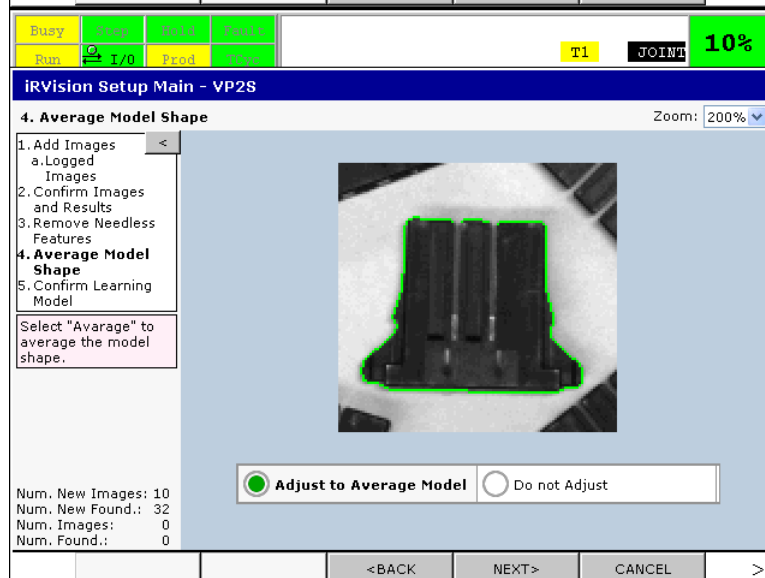 Busy Step Hold Fault
Run I/O Prod TCyc
T1 JOINT 10%
iRVision Setup Main - VP2S
4. Average Model Shape Zoom: 200%
<
1. Add Images
a. Logged
Images
2. Confirm Images
and Results
3. Remove Needless
Features
4. Average Model
Shape
5. Confirm Learning
Model
Select "Avarage" to
average the model
shape.
Adjust to Average Model Do not Adjust
Num. New Images: 10
Num. New Found.: 32
Num. Images: 0
Num. Found.: 0
<BACK NEXT> CANCEL >